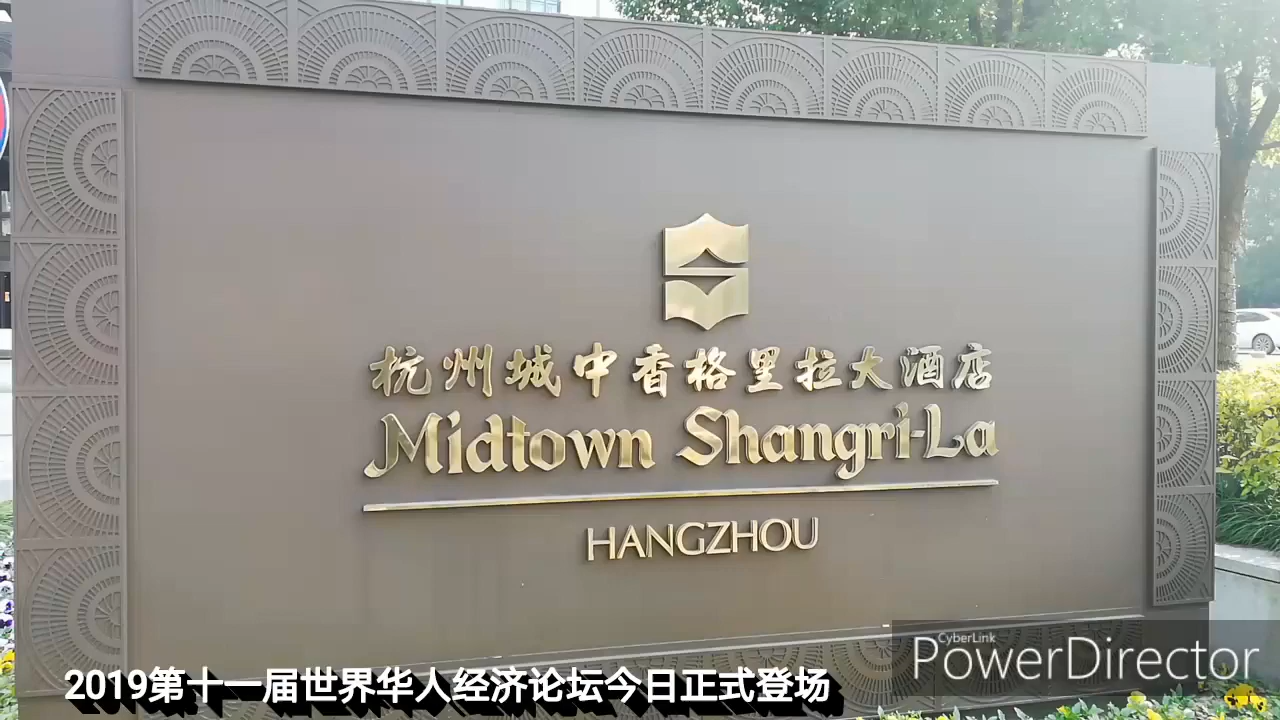 杭州城中香格里拉大酒店
Midtown Shangri-La
HANGZHOU
CyberLink
PowerDirector
2019第十一届世界华人经济论坛今日正式登场